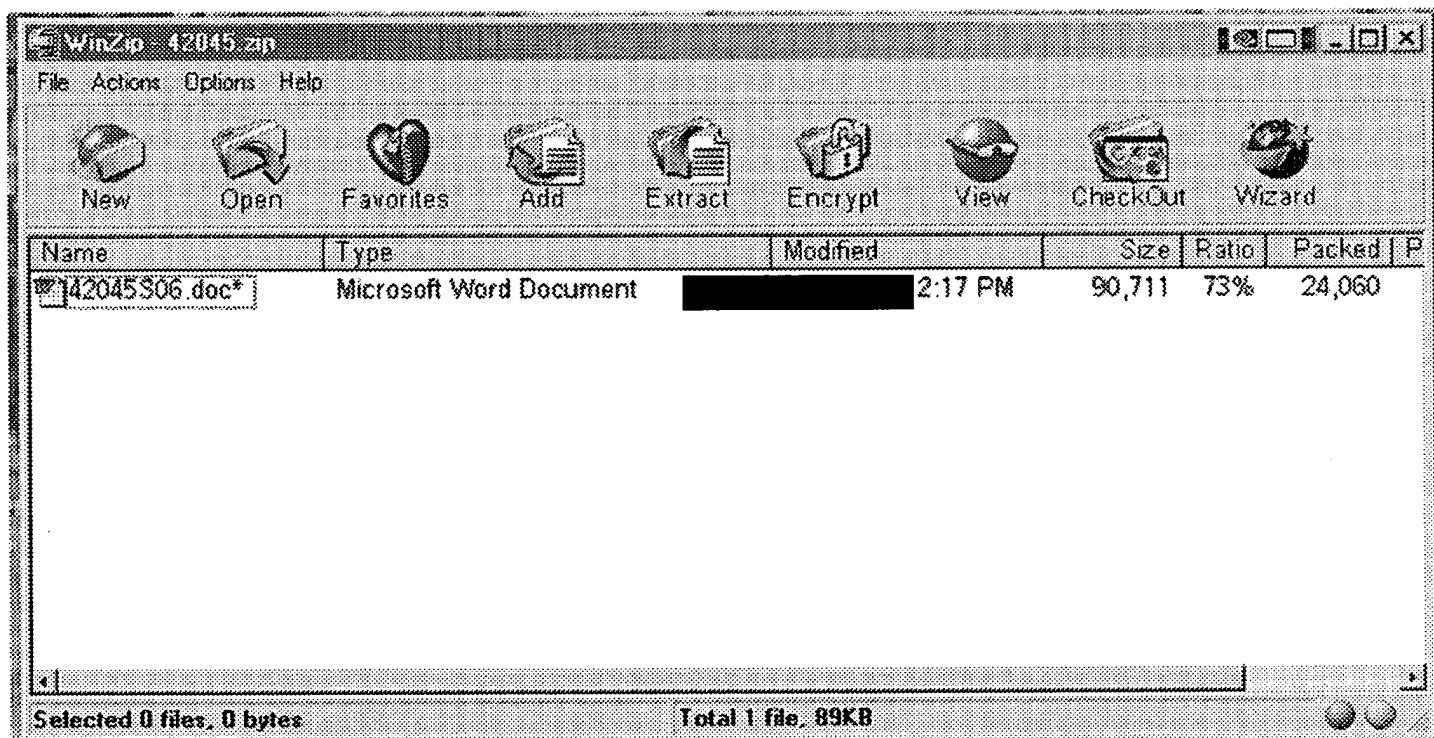 WinZip - 42045.zip
File Actions Options Help
New Open Favorites Add Extract Encrypt View CheckOut Wizard
Name Type Modified Size Ratio Packed P
42045S06.doc* Microsoft Word Document 2:17 PM 90,711 73% 24,060
Selected 0 files, 0 bytes Total 1 file, 89KB